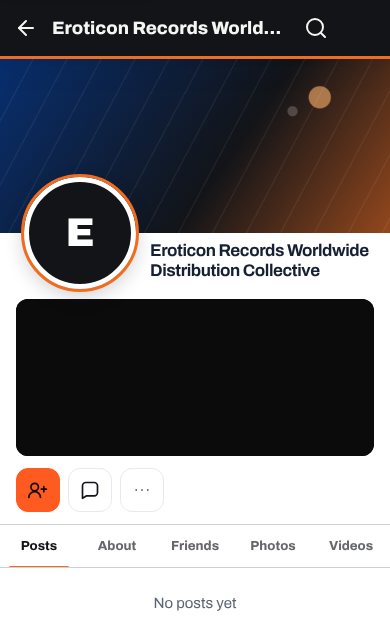 Eroticon Records World...
E
Eroticon Records Worldwide
Distribution Collective
Posts
About
Friends
Photos
Videos
No posts yet